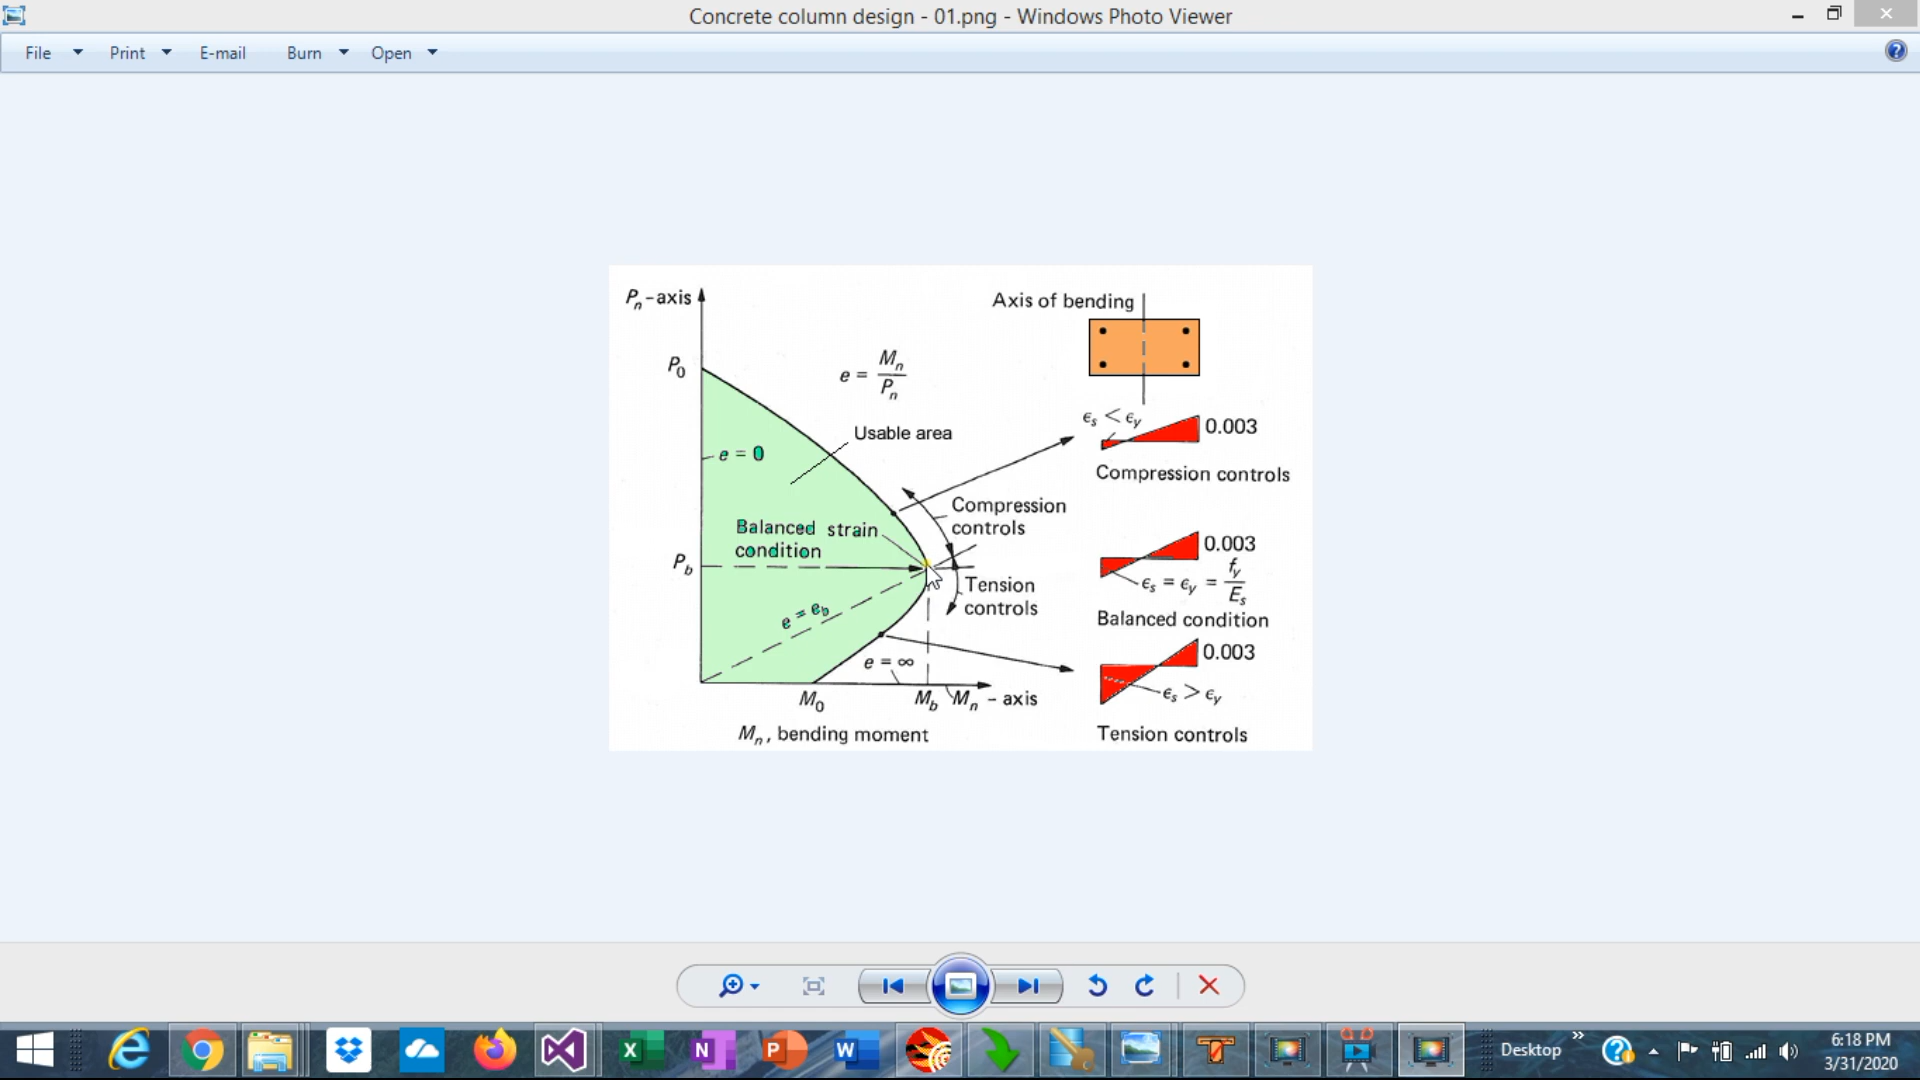 Concrete column design - 01.png - Windows Photo Viewer
File Print E-mail Burn Open
Pn-axis
P0
e = Mn / Pn
Usable area
e = 0
Balanced strain
condition
Pb
e = eb
e = ∞
M0
Mb
Mn - axis
Mn, bending moment
Compression
controls
Tension
controls
Axis of bending
ϵs < ϵy
0.003
Compression controls
0.003
ϵs = ϵy = fy / Es
Balanced condition
0.003
ϵs > ϵy
Tension controls
Desktop
6:18 PM
3/31/2020